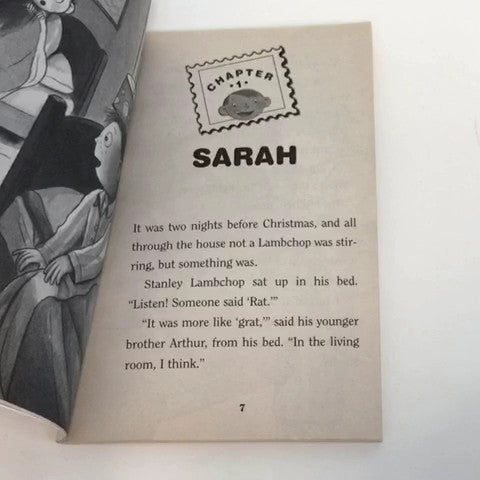 CHAPTER
·1·
SARAH
It was two nights before Christmas, and all
through the house not a Lambchop was stir-
ring, but something was.
Stanley Lambchop sat up in his bed.
“Listen! Someone said ‘Rat.’”
“It was more like ‘grat,’” said his younger
brother Arthur, from his bed. “In the living
room, I think.”
7